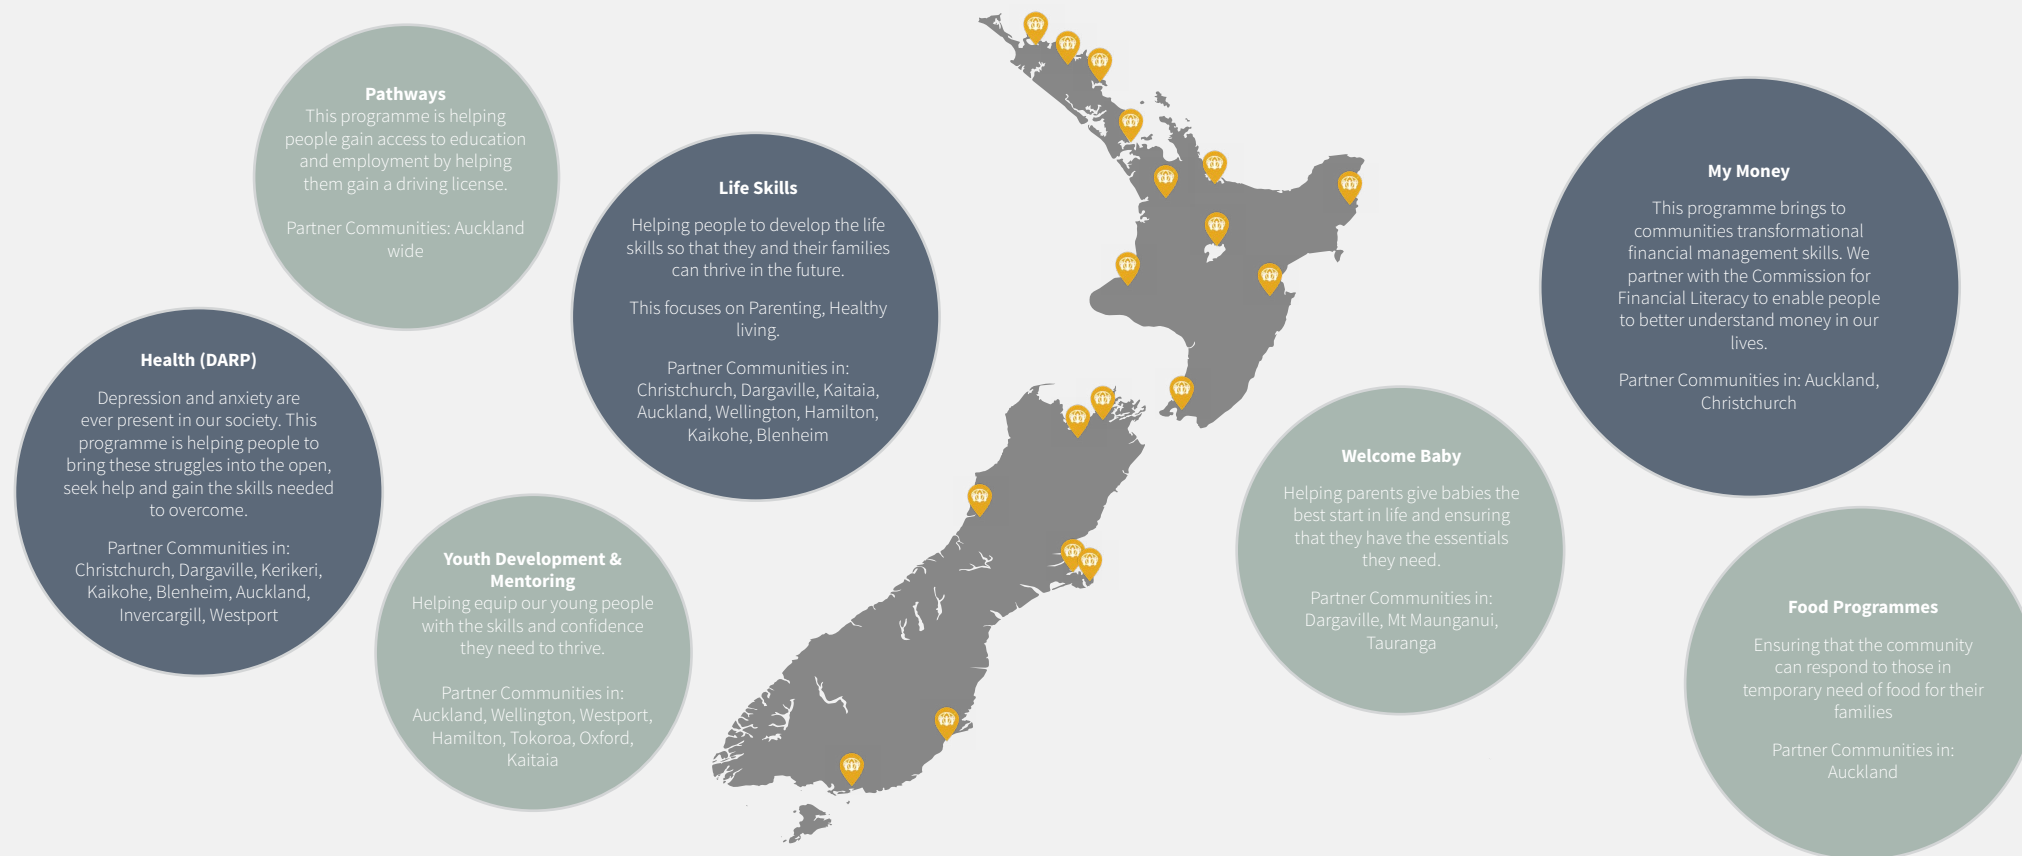 Pathways
This programme is helping
people gain access to education
and employment by helping
them gain a driving license.
Partner Communities: Auckland
wide
Life Skills
Helping people to develop the life
skills so that they and their families
can thrive in the future.
This focuses on Parenting, Healthy
living.
Partner Communities in:
Christchurch, Dargaville, Kaitaia,
Auckland, Wellington, Hamilton,
Kaikohe, Blenheim
My Money
This programme brings to
communities transformational
financial management skills. We
partner with the Commission for
Financial Literacy to enable people
to better understand money in our
lives.
Partner Communities in: Auckland,
Christchurch
Health (DARP)
Depression and anxiety are
ever present in our society. This
programme is helping people to
bring these struggles into the open,
seek help and gain the skills needed
to overcome.
Partner Communities in:
Christchurch, Dargaville, Kerikeri,
Kaikohe, Blenheim, Auckland,
Invercargill, Westport
Youth Development &
Mentoring
Helping equip our young people
with the skills and confidence
they need to thrive.
Partner Communities in:
Auckland, Wellington, Westport,
Hamilton, Tokoroa, Oxford,
Kaitaia
Welcome Baby
Helping parents give babies the
best start in life and ensuring
that they have the essentials
they need.
Partner Communities in:
Dargaville, Mt Maunganui,
Tauranga
Food Programmes
Ensuring that the community
can respond to those in
temporary need of food for their
families
Partner Communities in:
Auckland